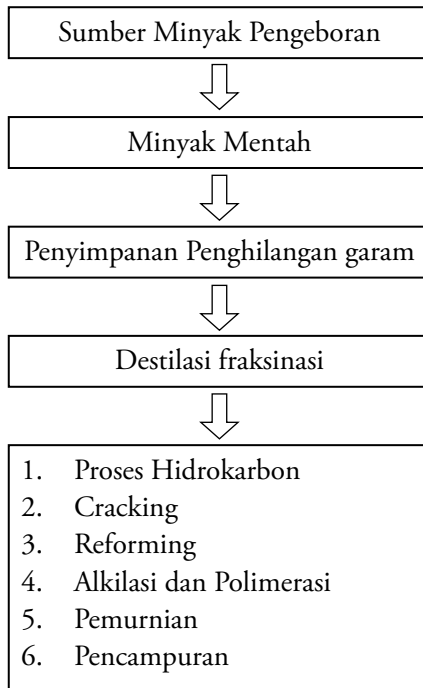 Sumber Minyak Pengeboran
Minyak Mentah
Penyimpanan Penghilangan garam
Destilasi fraksinasi
1. Proses Hidrokarbon
2. Cracking
3. Reforming
4. Alkilasi dan Polimerasi
5. Pemurnian
6. Pencampuran